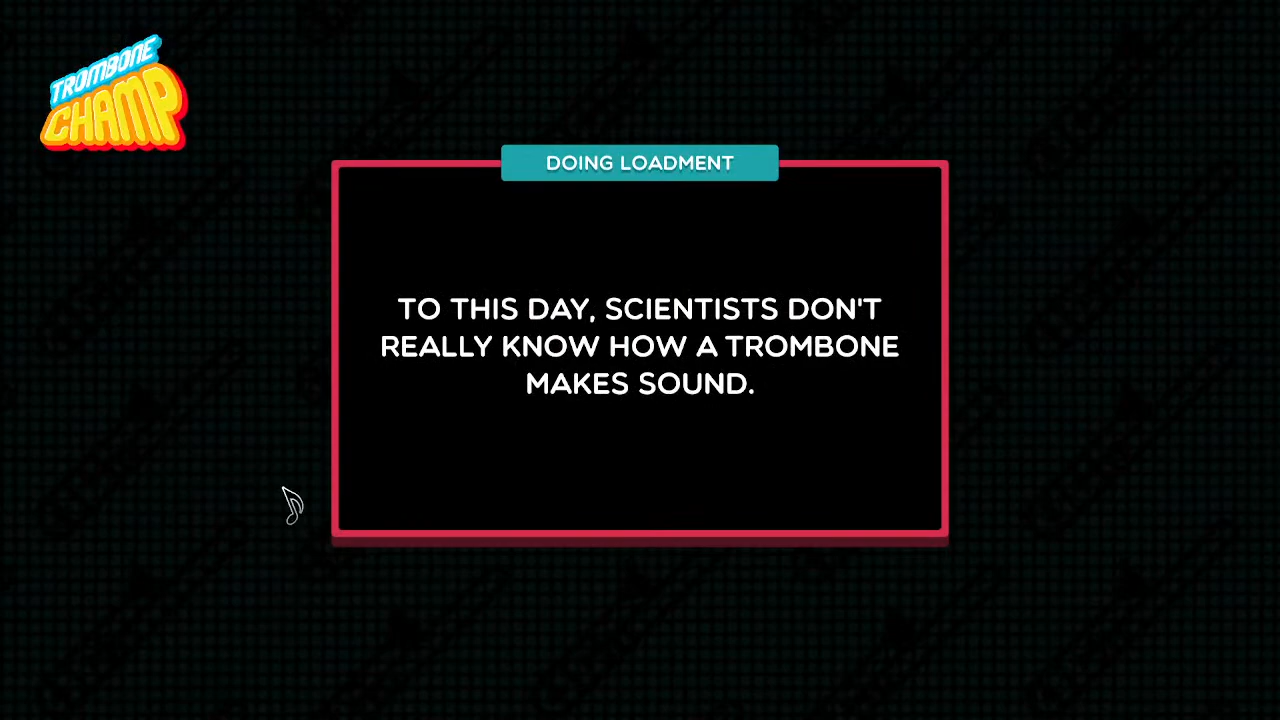 TROMBONE
CHAMP
DOING LOADMENT
TO THIS DAY, SCIENTISTS DON'T
REALLY KNOW HOW A TROMBONE
MAKES SOUND.